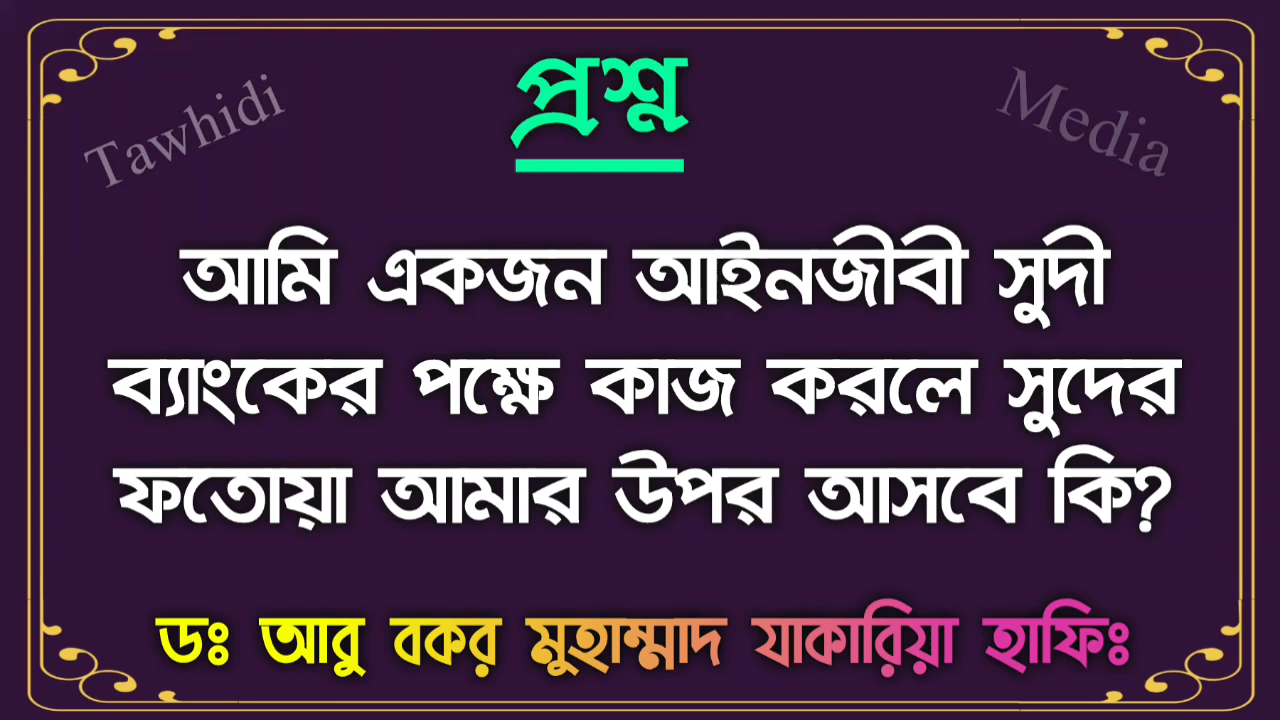 Tawhidi
Media
প্রশ্ন
আমি একজন আইনজীবী সুদী
ব্যাংকের পক্ষে কাজ করলে সুদের
ফতোয়া আমার উপর আসবে কি?
ডঃ আবু বকর মুহাম্মাদ যাকারিয়া হাফিঃ